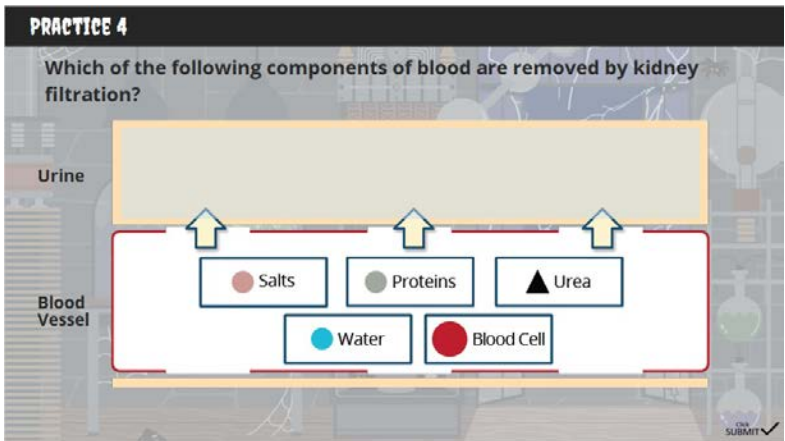 PRACTICE 4
Which of the following components of blood are removed by kidney
filtration?
Urine
Salts
Proteins
Urea
Blood
Vessel
Water
Blood Cell
Click
SUBMIT